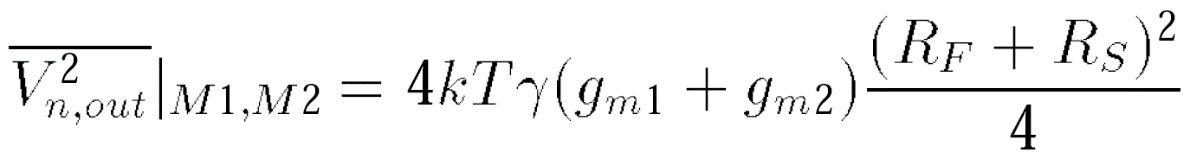 $\overline{V_{n,out}^2}|_{M1,M2} = 4kT\gamma(g_{m1} + g_{m2})\frac{(R_F + R_S)^2}{4}$